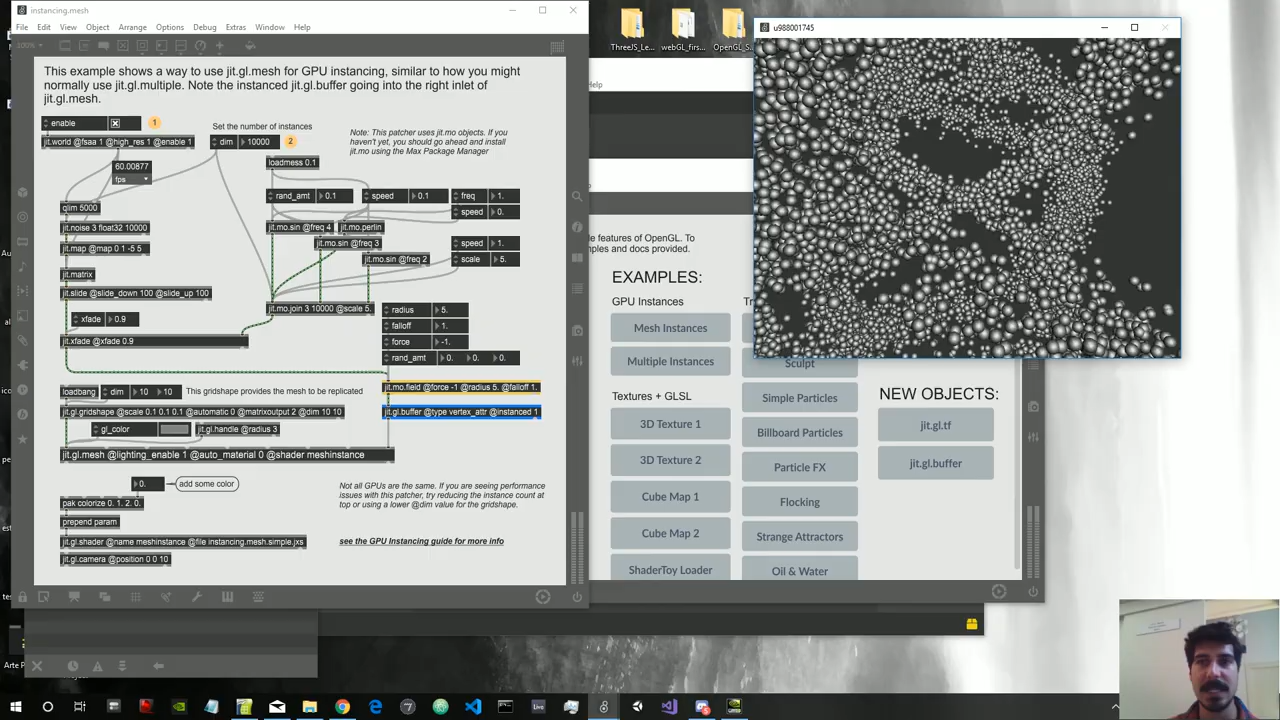 instancing.mesh
File Edit View Object Arrange Options Debug Extras Window Help
100%
This example shows a way to use jit.gl.mesh for GPU instancing, similar to how you might
normally use jit.gl.multiple. Note the instanced jit.gl.buffer going into the right inlet of
jit.gl.mesh.
enable
1
jit.world @fsaa 1 @high_res 1 @enable 1
Set the number of instances
dim 10000
2
Note: This patcher uses jit.mo objects. If you
haven't yet, you should go ahead and install
jit.mo using the Max Package Manager
60.00877
fps
loadmess 0.1
rand_amt 0.1
speed 0.1
freq 1.
speed 0.
qlim 5000
jit.noise 3 float32 10000
jit.mo.sin @freq 4
jit.mo.perlin
jit.mo.sin @freq 3
speed 1.
jit.map @map 0 1 -5 5
jit.mo.sin @freq 2
scale 5.
jit.matrix
jit.slide @slide_down 100 @slide_up 100
jit.mo.join 3 10000 @scale 5.
radius 5.
xfade 0.9
falloff 1.
jit.xfade @xfade 0.9
force -1.
rand_amt 0. 0. 0.
jit.mo.field @force -1 @radius 5. @falloff 1.
loadbang
dim 10 10
This gridshape provides the mesh to be replicated
jit.gl.gridshape @scale 0.1 0.1 0.1 @automatic 0 @matrixoutput 2 @dim 10 10
jit.gl.buffer @type vertex_attr @instanced 1
gl_color
jit.gl.handle @radius 3
jit.gl.mesh @lighting_enable 1 @auto_material 0 @shader meshinstance
0.
add some color
pak colorize 0. 1. 2. 0.
prepend param
jit.gl.shader @name meshinstance @file instancing.mesh.simple.jxs
jit.gl.camera @position 0 0 10
Not all GPUs are the same. If you are seeing performance
issues with this patcher, try reducing the instance count at
top or using a lower @dim value for the gridshape.
see the GPU Instancing guide for more info
ThreeJS_Le...
webGL_firs...
OpenGL_S...
u988001745
Help
le features of OpenGL. To
mples and docs provided.
EXAMPLES:
GPU Instances
Mesh Instances
Multiple Instances
Textures + GLSL
3D Texture 1
3D Texture 2
Cube Map 1
Cube Map 2
ShaderToy Loader
Sculpt
Simple Particles
Billboard Particles
Particle FX
Flocking
Strange Attractors
Oil & Water
NEW OBJECTS:
jit.gl.tf
jit.gl.buffer
Live